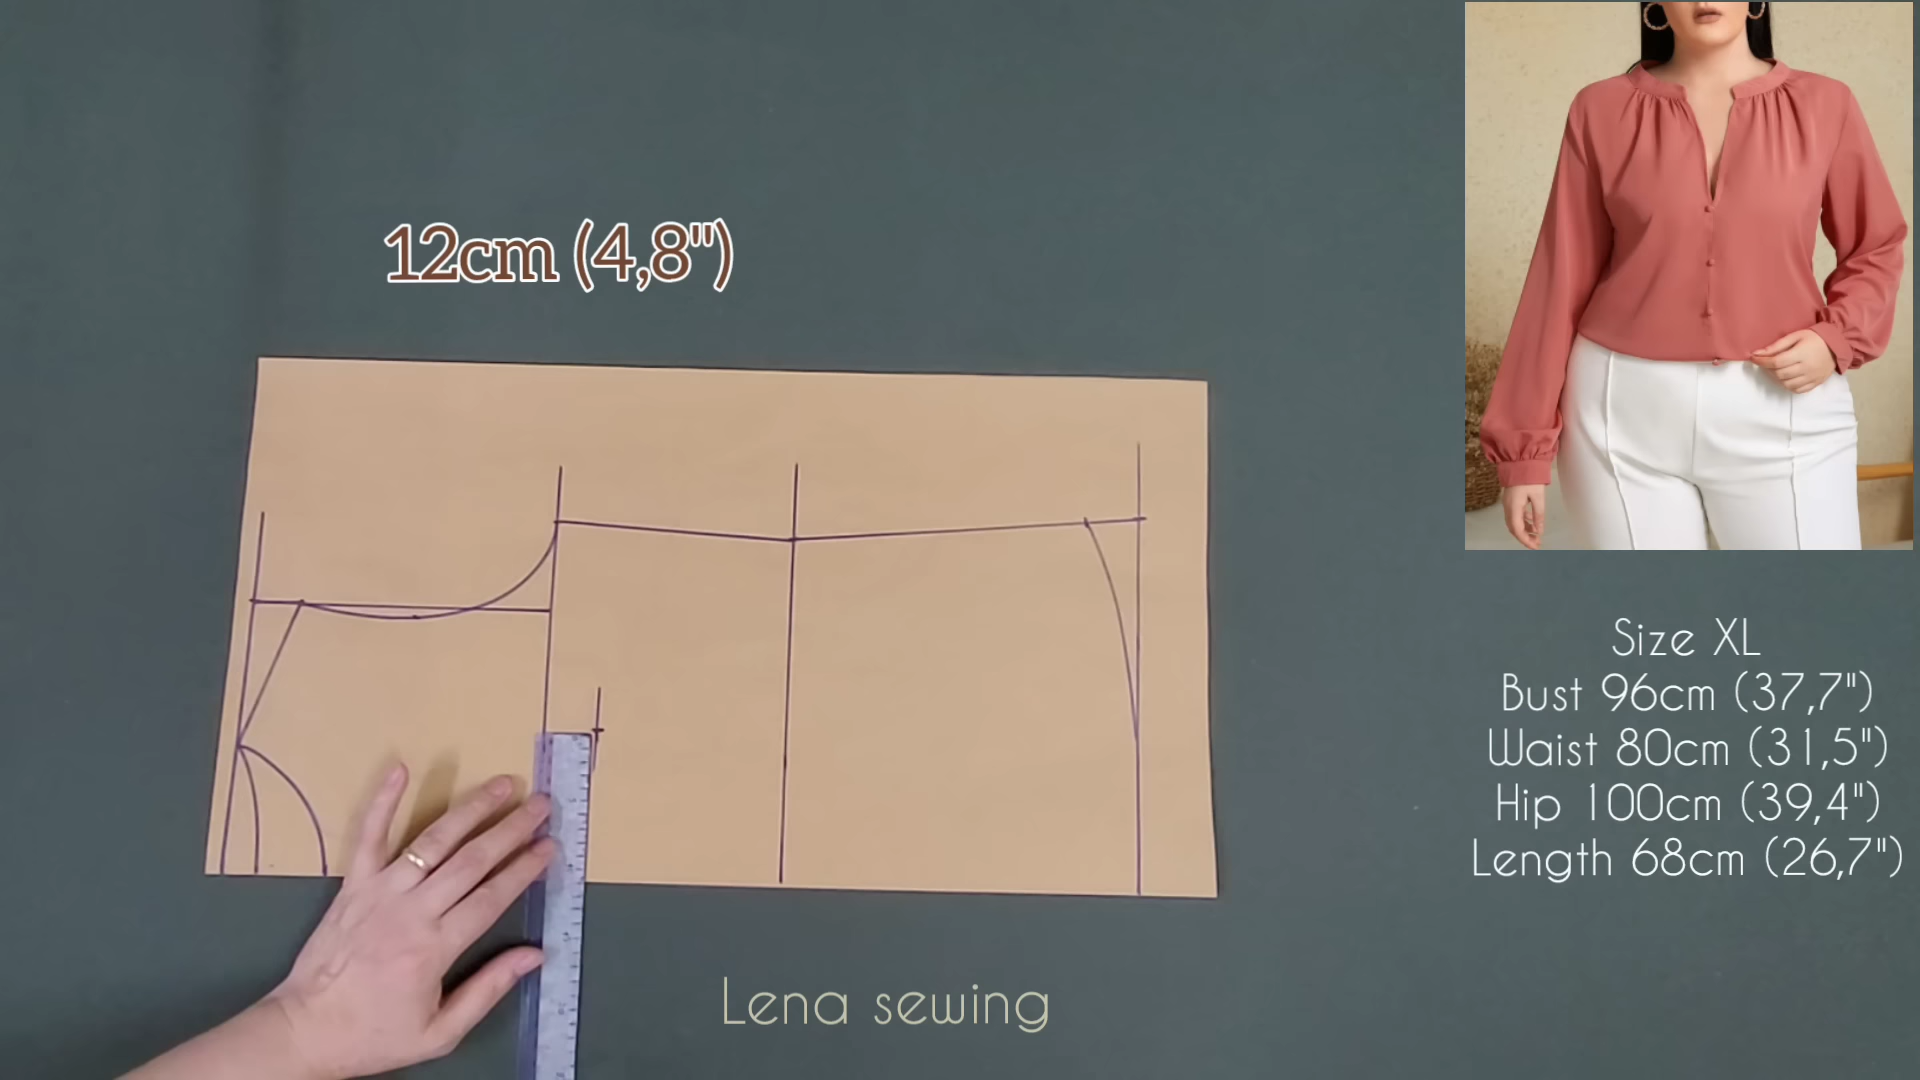 12cm (4,8")
Size XL
Bust 96cm (37,7")
Waist 80cm (31,5")
Hip 100cm (39,4")
Length 68cm (26,7")
Lena sewing